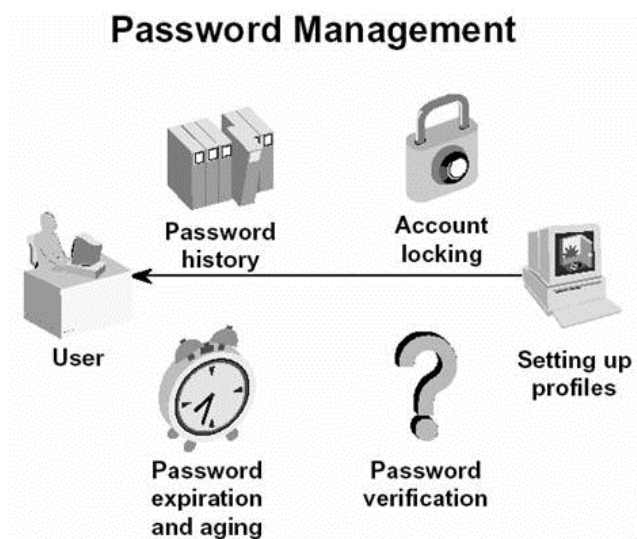 Password Management
Password
history
Account
locking
User
Setting up
profiles
Password
expiration
and aging
Password
verification